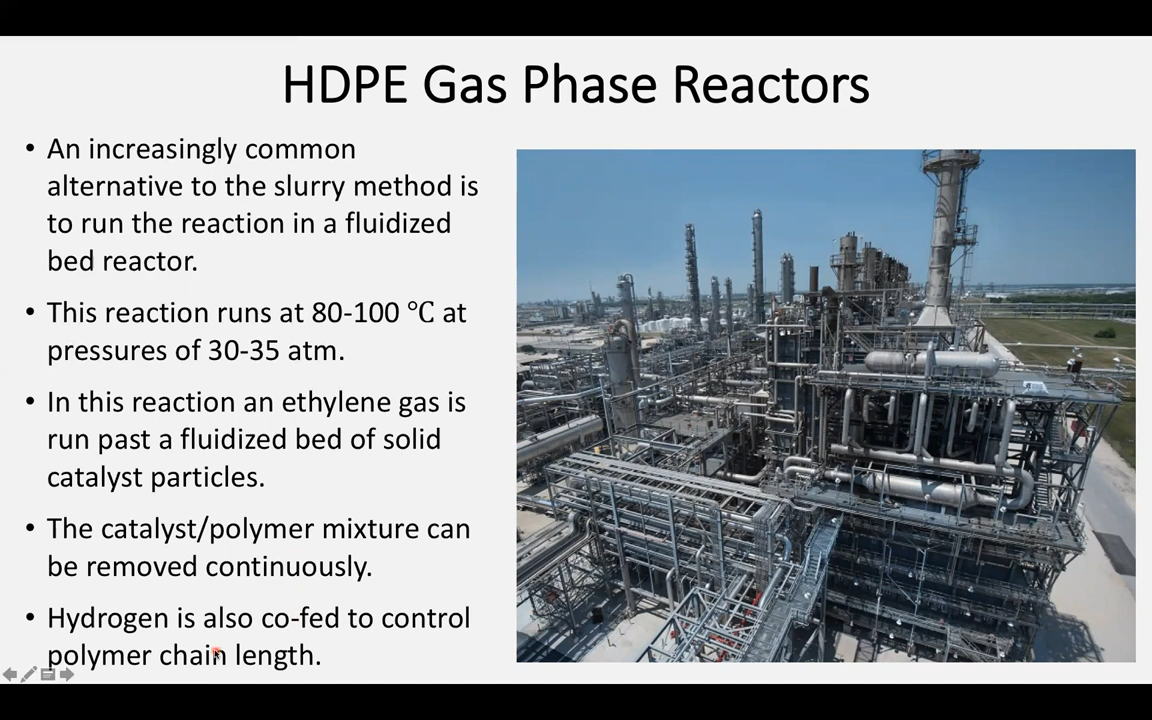 HDPE Gas Phase Reactors
• An increasingly common
alternative to the slurry method is
to run the reaction in a fluidized
bed reactor.
• This reaction runs at 80-100 ℃ at
pressures of 30-35 atm.
• In this reaction an ethylene gas is
run past a fluidized bed of solid
catalyst particles.
• The catalyst/polymer mixture can
be removed continuously.
• Hydrogen is also co-fed to control
polymer chain length.